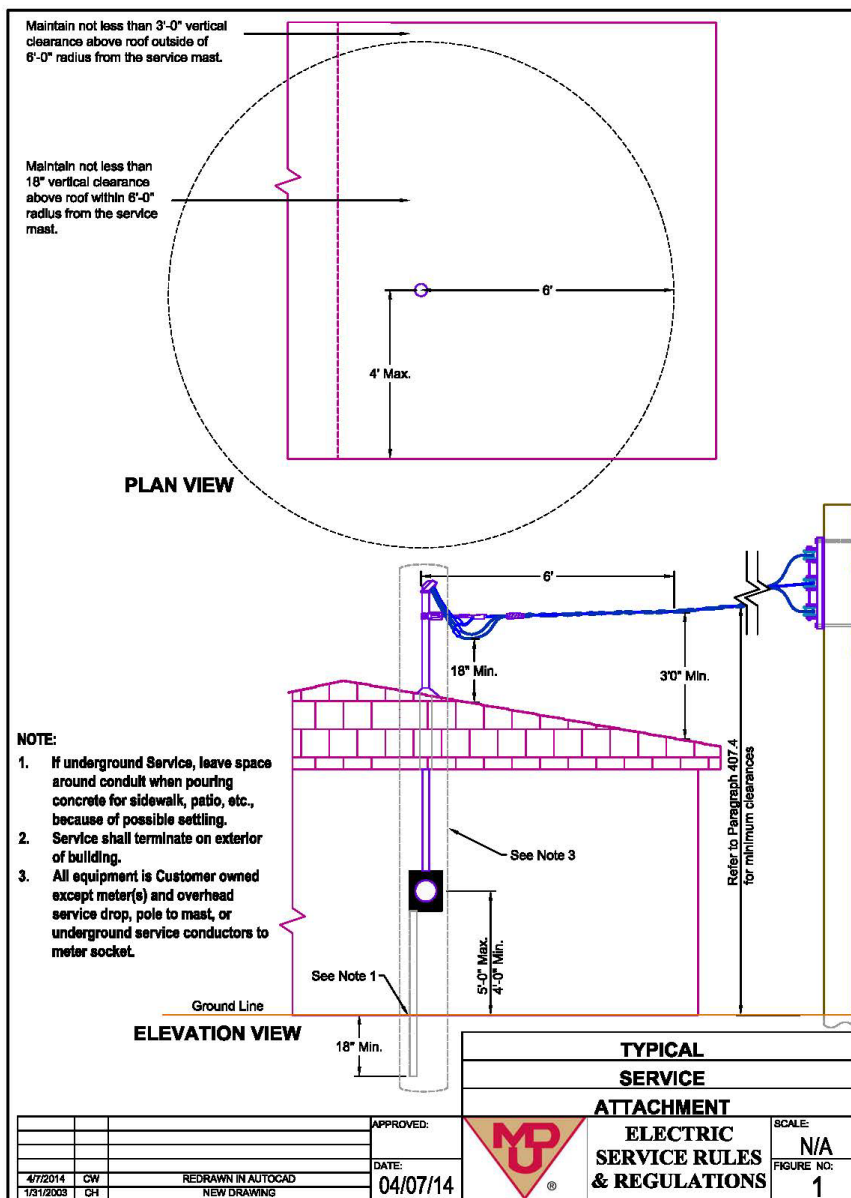 Maintain not less than 3'-0" vertical
clearance above roof outside of
6'-0" radius from the service mast.
Maintain not less than
18" vertical clearance
above roof within 6'-0"
radius from the service
mast.
6'
4' Max.
PLAN VIEW
6'
18" Min.
3'0" Min.
Refer to Paragraph 407.4
for minimum clearances
NOTE:
1. If underground Service, leave space
around conduit when pouring
concrete for sidewalk, patio, etc.,
because of possible settling.
2. Service shall terminate on exterior
of building.
3. All equipment is Customer owned
except meter(s) and overhead
service drop, pole to mast, or
underground service conductors to
meter socket.
See Note 3
5'-0" Max.
4'-0" Min.
See Note 1
Ground Line
ELEVATION VIEW
18" Min.
TYPICAL
SERVICE
ATTACHMENT
APPROVED:
DATE:
04/07/14
4/7/2014 CW REDRAWN IN AUTOCAD
1/31/2003 CH NEW DRAWING
MDU
®
ELECTRIC
SERVICE RULES
& REGULATIONS
SCALE:
N/A
FIGURE NO:
1